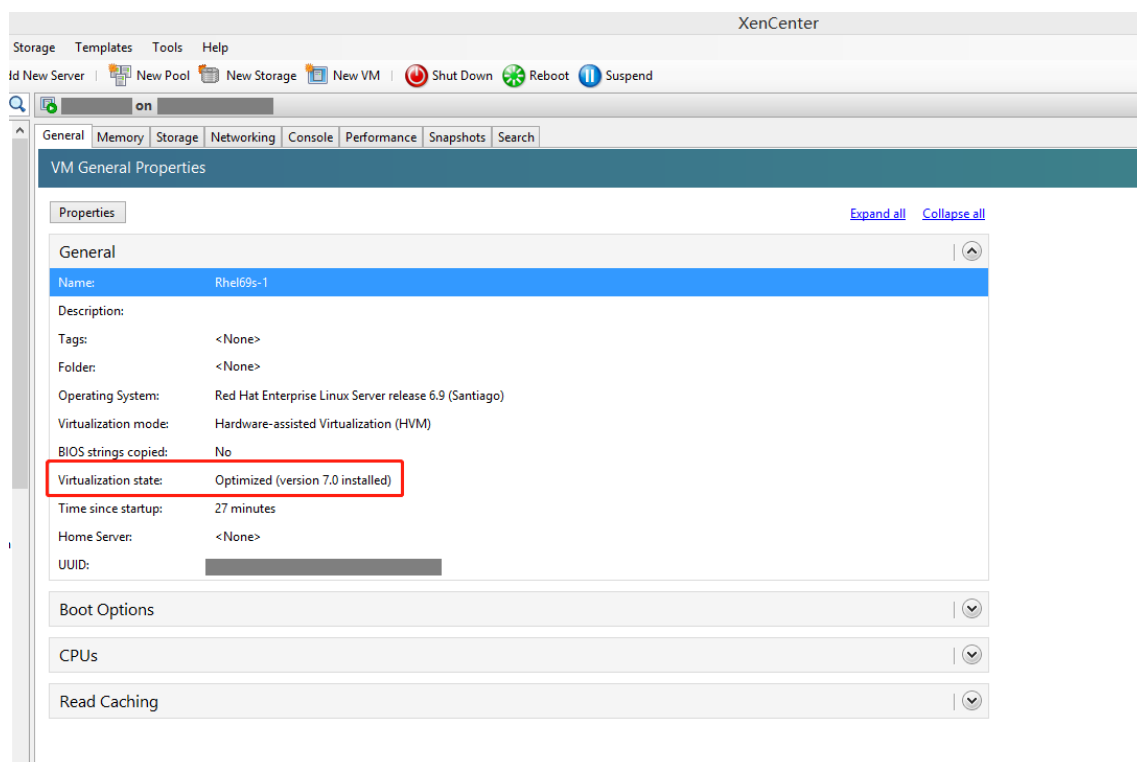 XenCenter
Storage Templates Tools Help
dd New Server New Pool New Storage New VM Shut Down Reboot Suspend
on
General Memory Storage Networking Console Performance Snapshots Search
VM General Properties
Properties Expand all Collapse all
General
Name: Rhel69s-1
Description:
Tags: <None>
Folder: <None>
Operating System: Red Hat Enterprise Linux Server release 6.9 (Santiago)
Virtualization mode: Hardware-assisted Virtualization (HVM)
BIOS strings copied: No
Virtualization state: Optimized (version 7.0 installed)
Time since startup: 27 minutes
Home Server: <None>
UUID:
Boot Options
CPUs
Read Caching